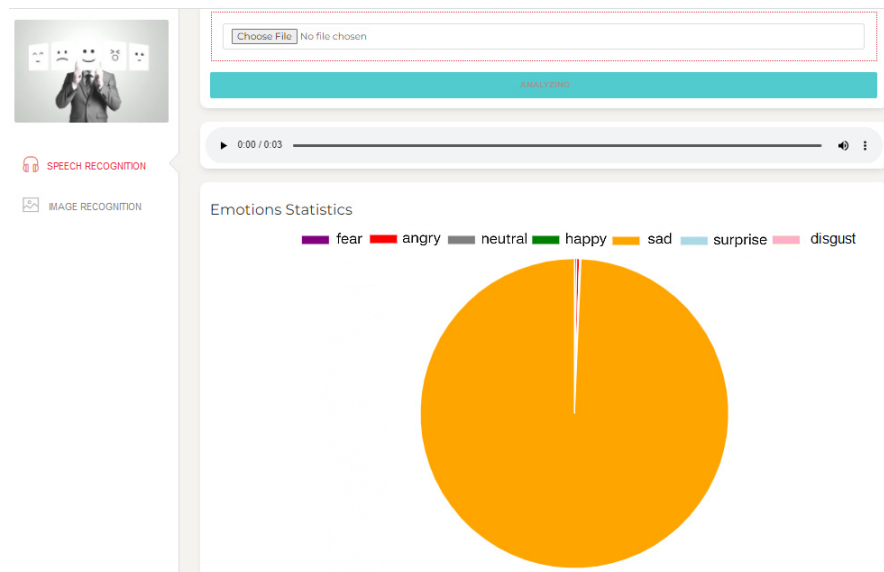 Choose File No file chosen
ANALYZING
0:00 / 0:03
SPEECH RECOGNITION
IMAGE RECOGNITION
Emotions Statistics
fear angry neutral happy sad surprise disgust